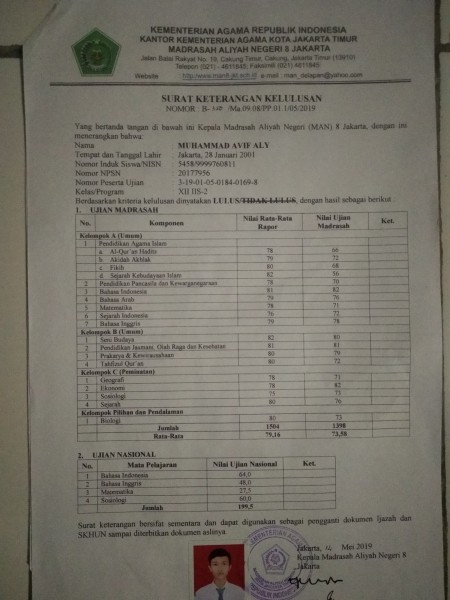 KEMENTERIAN AGAMA REPUBLIK INDONESIA
KANTOR KEMENTERIAN AGAMA KOTA JAKARTA TIMUR
MADRASAH ALIYAH NEGERI 8 JAKARTA
Jalan Balai Rakyat No. 59, Cakung Timur, Cakung, Jakarta Timur (13910)
Telepon (021) - 4611845, Faksimili (021) 4611845
Website http://www.man8-jkt.sch.id e-mail : man_delapan@yahoo.com
SURAT KETERANGAN KELULUSAN
NOMOR : B- /Ma.09.08/PP.01.1/05/2019
Yang bertanda tangan di bawah ini Kepala Madrasah Aliyah Negeri (MAN) 8 Jakarta, dengan ini
menerangkan bahwa:
Nama : MUHAMMAD AVIF ALY
Tempat dan Tanggal Lahir : Jakarta, 28 Januari 2001
Nomor Induk Siswa/NISN : 5458/9999760811
Nomor NPSN : 20177956
Nomor Peserta Ujian : 3-19-01-05-0184-0169-8
Kelas/Program : XII IIS-2
Berdasarkan kriteria kelulusan dinyatakan LULUS/TIDAK LULUS, dengan hasil sebagai berikut :
1. UJIAN MADRASAH
No. Komponen Nilai Rata-Rata Rapor Nilai Ujian Madrasah Ket.
Kelompok A (Umum)
1 Pendidikan Agama Islam
a. Al-Qur'an Hadits 78 66
b. Akidah Akhlak 79 72
c. Fikih 80 68
d. Sejarah Kebudayaan Islam 82 56
2 Pendidikan Pancasila dan Kewarganegaraan 78 70
3 Bahasa Indonesia 81 82
4 Bahasa Arab 79 76
5 Matematika 78 71
6 Sejarah Indonesia 76 72
7 Bahasa Inggris 79 78
Kelompok B (Umum)
1 Seni Budaya 82 80
2 Pendidikan Jasmani, Olah Raga dan Kesehatan 81 81
3 Prakarya & Kewirausahaan 80 79
4 Tahfizul Qur'an 80 72
Kelompok C (Peminatan)
1 Geografi 78 71
2 Ekonomi 78 82
3 Sosiologi 75 73
4 Sejarah 80 76
Kelompok Pilihan dan Pendalaman
1 Biologi 80 73
Jumlah 1504 1398
Rata-Rata 79,16 73,58
2. UJIAN NASIONAL
No. Mata Pelajaran Nilai Ujian Nasional Ket.
1 Bahasa Indonesia 64,0
2 Bahasa Inggris 48,0
3 Matematika 27,5
4 Sosiologi 60,0
Jumlah 199,5
Surat keterangan bersifat sementara dan dapat digunakan sebagai pengganti dokumen Ijazah dan
SKHUN sampai diterbitkan dokumen aslinya.
Jakarta, Mei 2019
Kepala Madrasah Aliyah Negeri 8
Jakarta